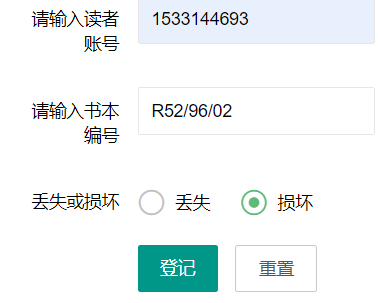 请输入读者
账号
1533144693
请输入书本
编号
R52/96/02
丢失或损坏
丢失
损坏
登记
重置